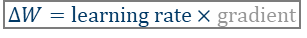 ΔW = learning rate × gradient